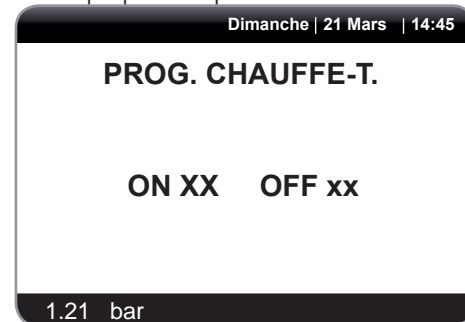 Dimanche | 21 Mars | 14:45
PROG. CHAUFFE-T.
ON XX OFF xx
1.21 bar